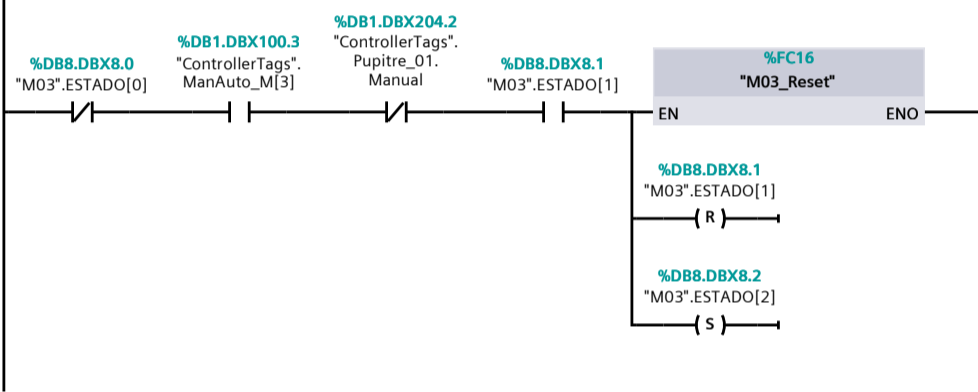 %DB8.DBX8.0
"M03".ESTADO[0]
%DB1.DBX100.3
"ControllerTags".
ManAuto_M[3]
%DB1.DBX204.2
"ControllerTags".
Pupitre_01.
Manual
%DB8.DBX8.1
"M03".ESTADO[1]
%FC16
"M03_Reset"
EN
ENO
%DB8.DBX8.1
"M03".ESTADO[1]
R
%DB8.DBX8.2
"M03".ESTADO[2]
S